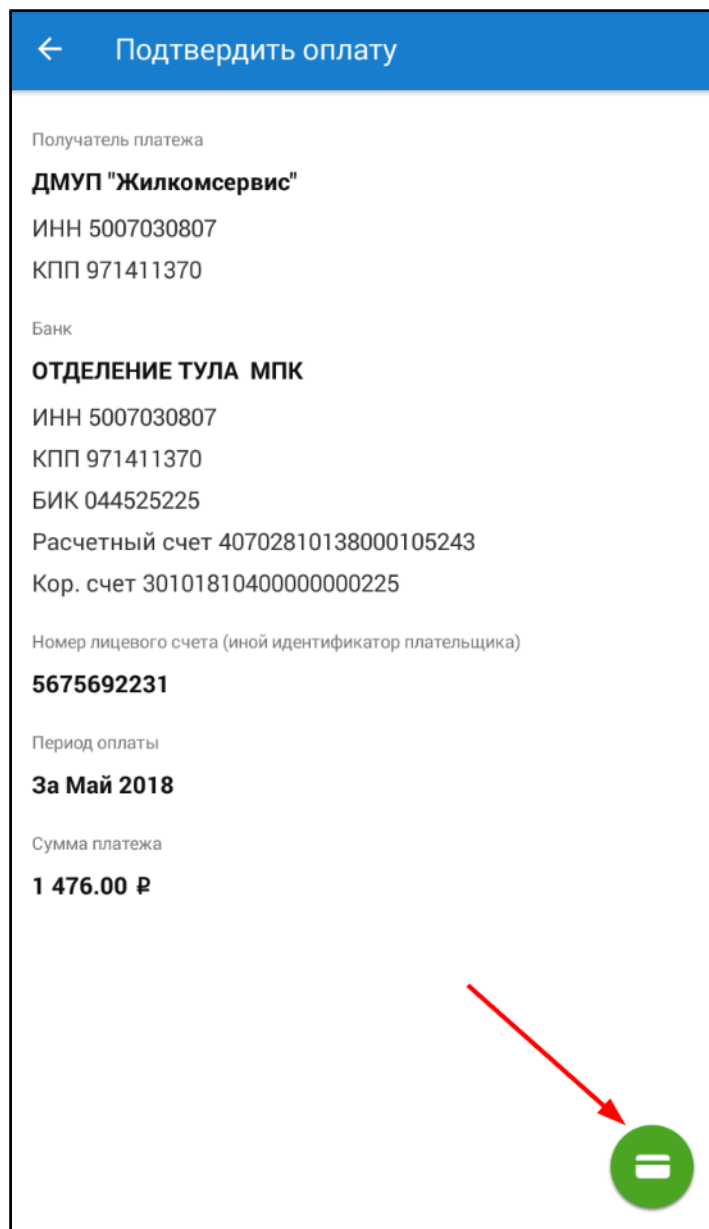 Подтвердить оплату
Получатель платежа
ДМУП "Жилкомсервис"
ИНН 5007030807
КПП 971411370
Банк
ОТДЕЛЕНИЕ ТУЛА МПК
ИНН 5007030807
КПП 971411370
БИК 044525225
Расчетный счет 40702810138000105243
Кор. счет 30101810400000000225
Номер лицевого счета (иной идентификатор плательщика)
5675692231
Период оплаты
За Май 2018
Сумма платежа
1 476.00 ₽